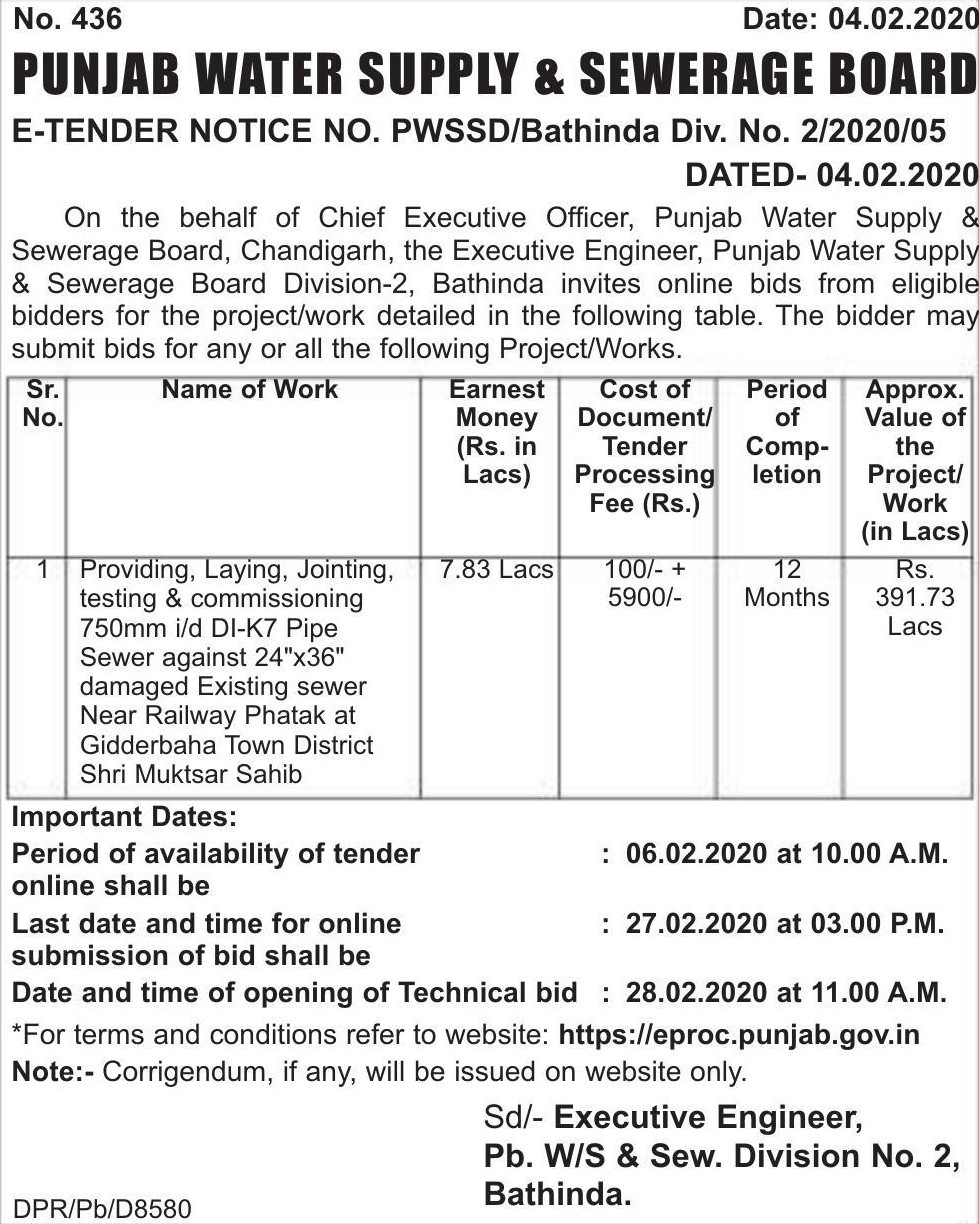 No. 436 Date: 04.02.2020
PUNJAB WATER SUPPLY & SEWERAGE BOARD
E-TENDER NOTICE NO. PWSSD/Bathinda Div. No. 2/2020/05
DATED- 04.02.2020
On the behalf of Chief Executive Officer, Punjab Water Supply &
Sewerage Board, Chandigarh, the Executive Engineer, Punjab Water Supply
& Sewerage Board Division-2, Bathinda invites online bids from eligible
bidders for the project/work detailed in the following table. The bidder may
submit bids for any or all the following Project/Works.
Sr.
No.
Name of Work
Earnest
Money
(Rs. in
Lacs)
Cost of
Document/
Tender
Processing
Fee (Rs.)
Period
of
Comp-
letion
Approx.
Value of
the
Project/
Work
(in Lacs)
1
Providing, Laying, Jointing,
testing & commissioning
750mm i/d DI-K7 Pipe
Sewer against 24"x36"
damaged Existing sewer
Near Railway Phatak at
Gidderbaha Town District
Shri Muktsar Sahib
7.83 Lacs
100/- +
5900/-
12
Months
Rs.
391.73
Lacs
Important Dates:
Period of availability of tender : 06.02.2020 at 10.00 A.M.
online shall be
Last date and time for online : 27.02.2020 at 03.00 P.M.
submission of bid shall be
Date and time of opening of Technical bid : 28.02.2020 at 11.00 A.M.
*For terms and conditions refer to website: https://eproc.punjab.gov.in
Note:- Corrigendum, if any, will be issued on website only.
Sd/- Executive Engineer,
Pb. W/S & Sew. Division No. 2,
Bathinda.
DPR/Pb/D8580